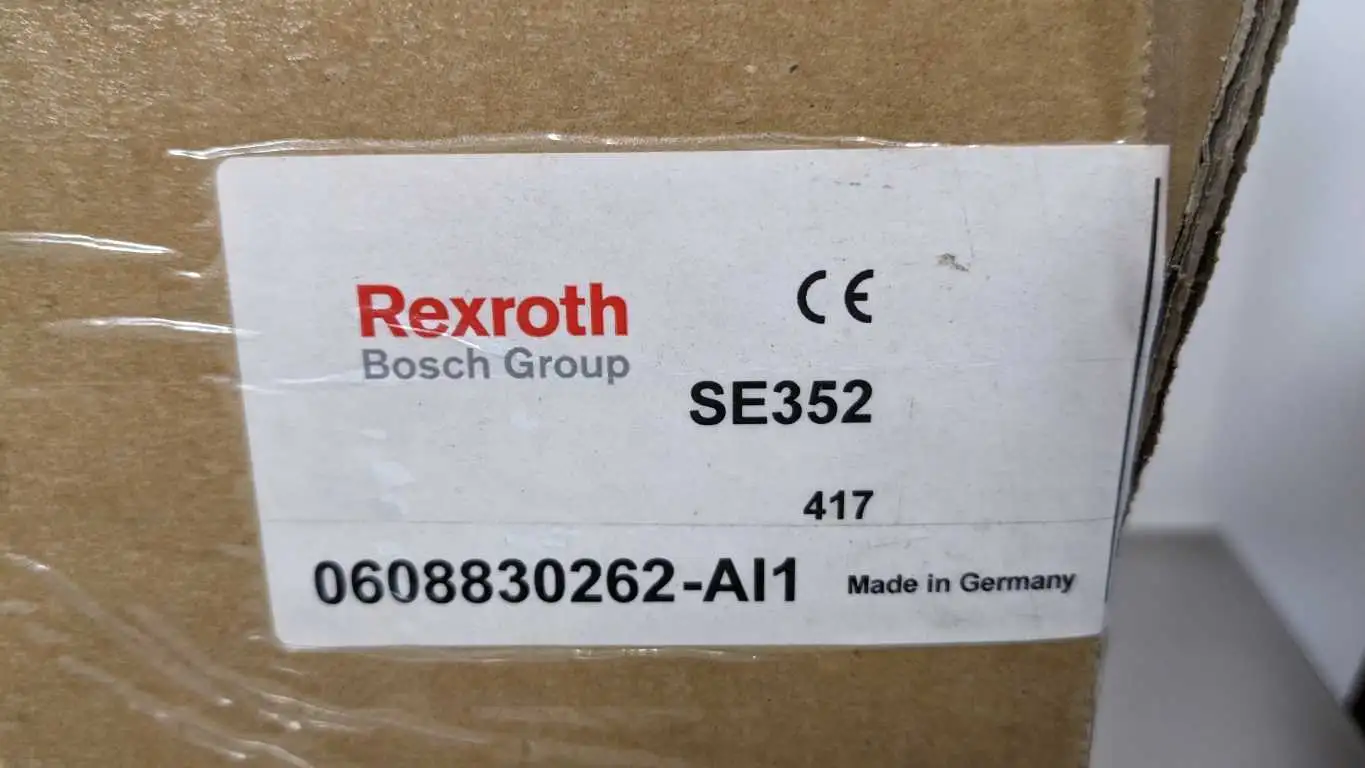 Rexroth
Bosch Group
CE
SE352
417
0608830262-AI1
Made in Germany